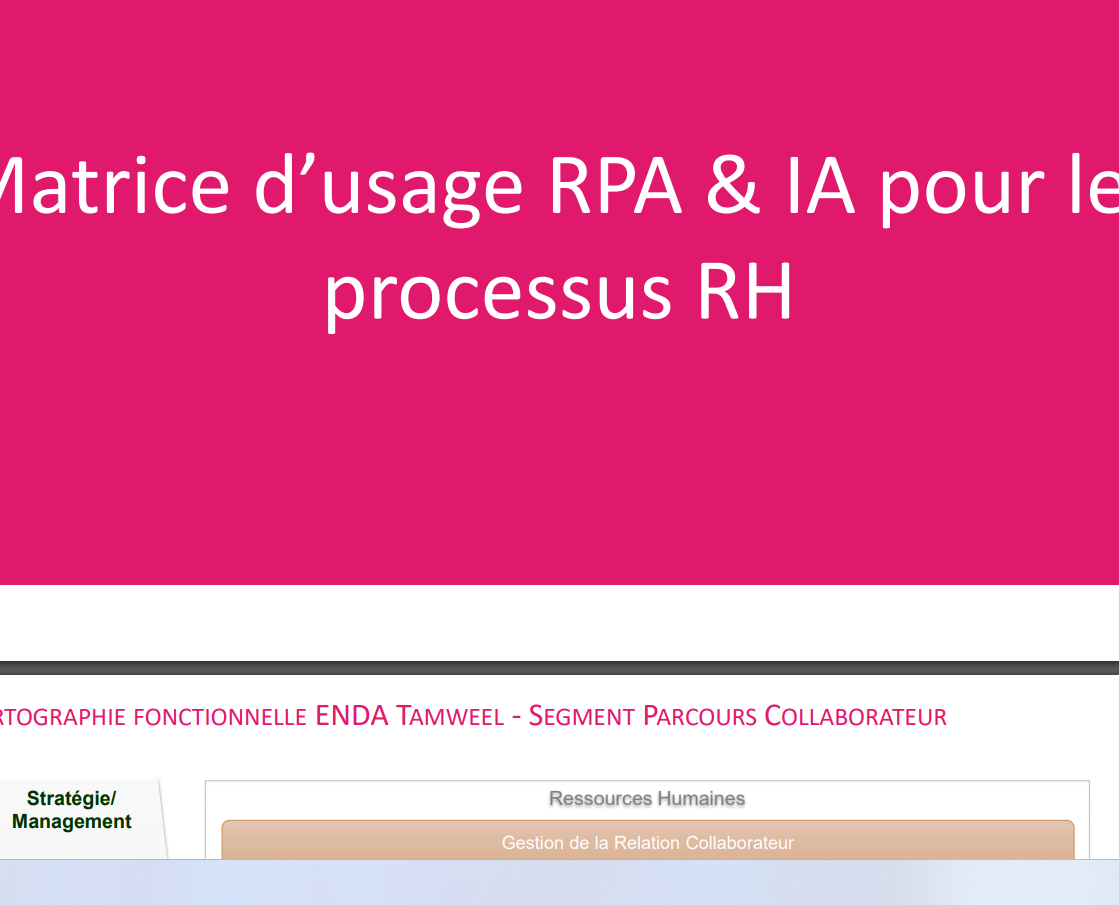 Matrice d’usage RPA & IA pour le
processus RH
RTOGRAPHIE FONCTIONNELLE ENDA TAMWEEL - SEGMENT PARCOURS COLLABORATEUR
Stratégie/
Management
Ressources Humaines
Gestion de la Relation Collaborateur